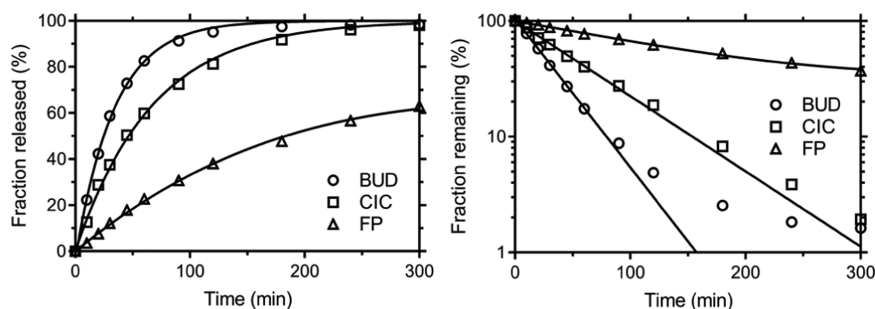 Fraction released (%)
100
80
60
40
20
0
BUD
CIC
FP
0 100 200 300
Time (min)
Fraction remaining (%)
100
10
1
BUD
CIC
FP
0 100 200 300
Time (min)